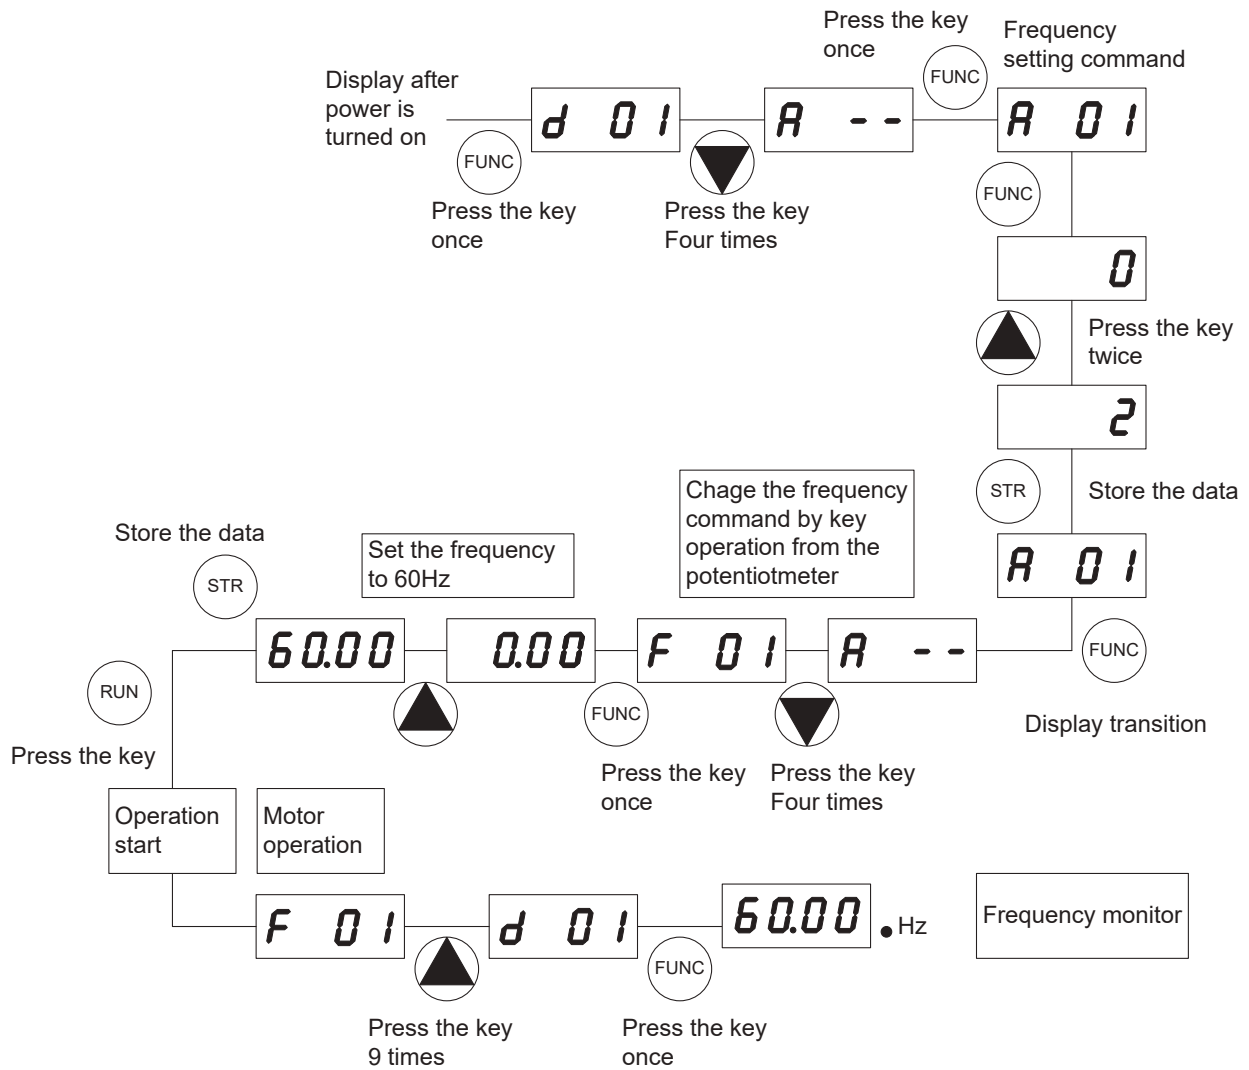 Display after
power is
turned on
FUNC
Press the key
once
d 01
Press the key
Four times
A --
Press the key
once
FUNC
Frequency
setting command
A 01
FUNC
0
Press the key
twice
2
STR
Store the data
A 01
FUNC
Display transition
A --
Press the key
Four times
Chage the frequency
command by key
operation from the
potentiotmeter
F 01
FUNC
Press the key
once
0.00
Set the frequency
to 60Hz
60.00
Store the data
STR
RUN
Press the key
Operation
start
Motor
operation
F 01
Press the key
9 times
d 01
FUNC
Press the key
once
60.00
Hz
Frequency monitor